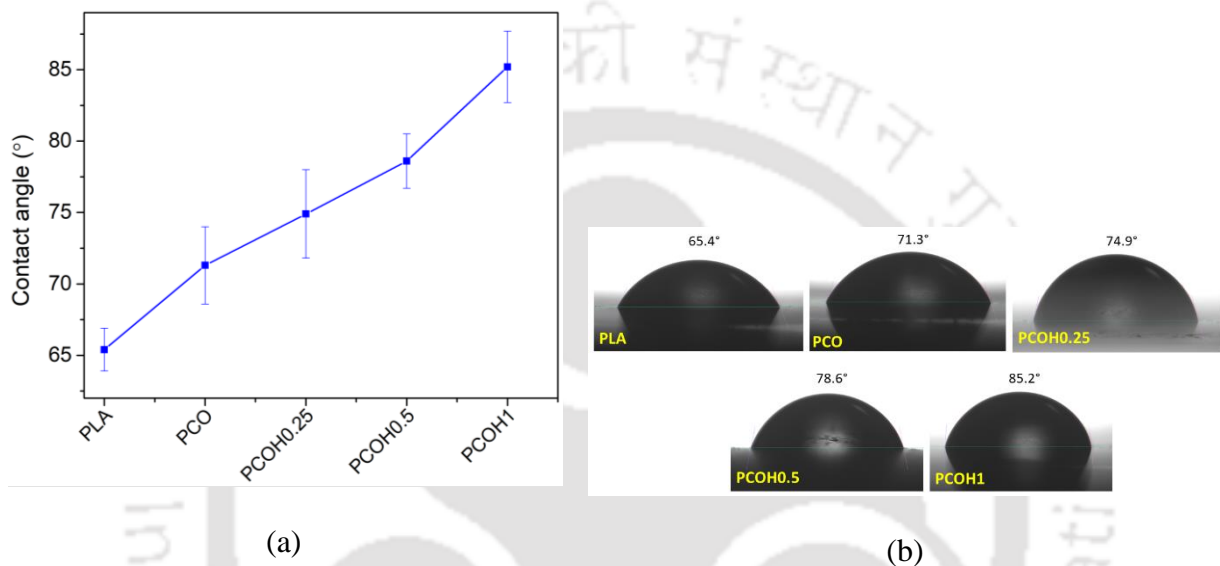 Contact angle (°)
85
80
75
70
65
PLA
PCO
PCOH0.25
PCOH0.5
PCOH1
(a)
65.4°
71.3°
74.9°
PLA
PCO
PCOH0.25
78.6°
85.2°
PCOH0.5
PCOH1
(b)